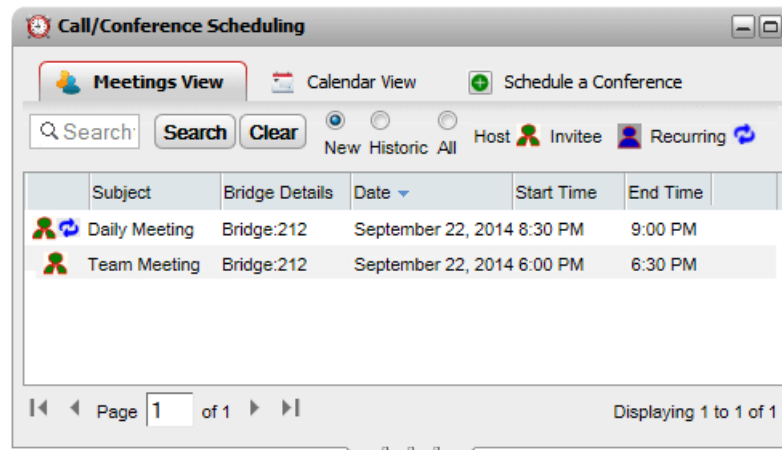 Call/Conference Scheduling
Meetings View Calendar View Schedule a Conference
Search Search Clear New Historic All Host Invitee Recurring
Subject Bridge Details Date Start Time End Time
Daily Meeting Bridge:212 September 22, 2014 8:30 PM 9:00 PM
Team Meeting Bridge:212 September 22, 2014 6:00 PM 6:30 PM
Page 1 of 1 Displaying 1 to 1 of 1